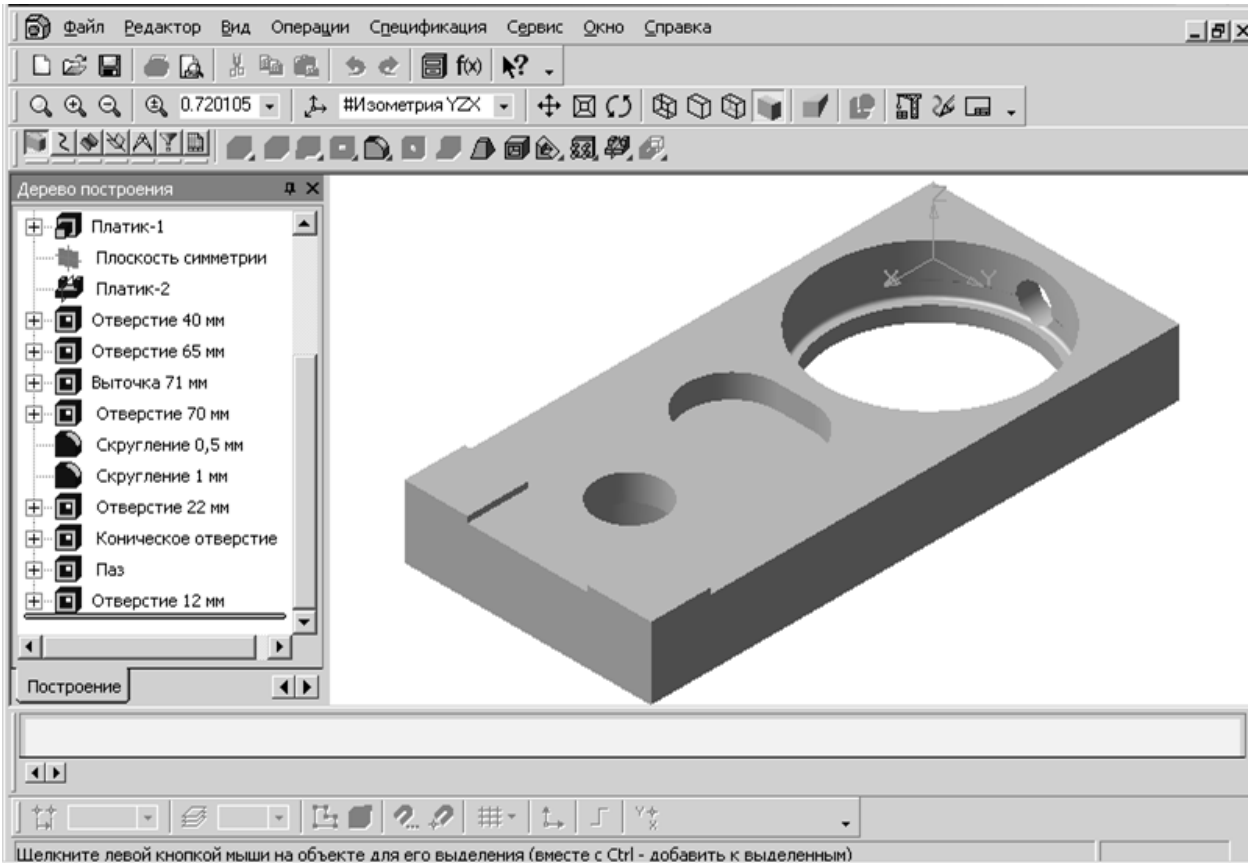 Файл Редактор Вид Операции Спецификация Сервис Окно Справка
f(x)
0.720105 #Изометрия YZX
Дерево построения
Платик-1
Плоскость симметрии
Платик-2
Отверстие 40 мм
Отверстие 65 мм
Выточка 71 мм
Отверстие 70 мм
Скругление 0,5 мм
Скругление 1 мм
Отверстие 22 мм
Коническое отверстие
Паз
Отверстие 12 мм
Построение
Z
X
Y
Щелкните левой кнопкой мыши на объекте для его выделения (вместе с Ctrl - добавить к выделенным)